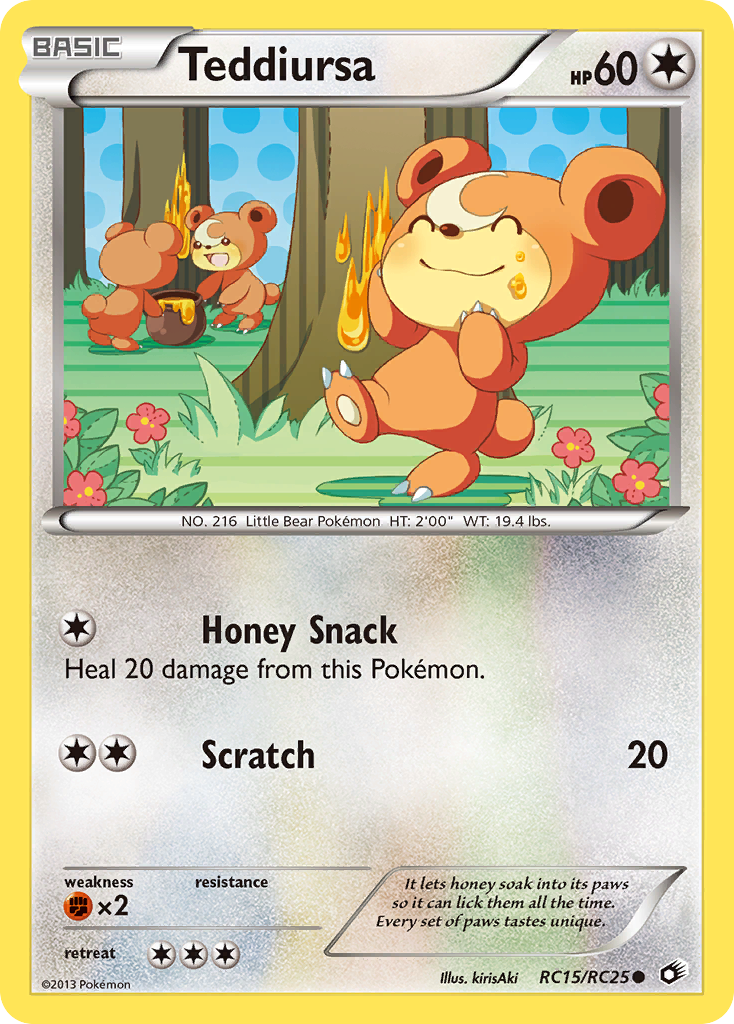 BASIC
Teddiursa
HP60
NO. 216 Little Bear Pokémon HT: 2'00" WT: 19.4 lbs.
Honey Snack
Heal 20 damage from this Pokémon.
Scratch 20
weakness resistance
×2
It lets honey soak into its paws
so it can lick them all the time.
Every set of paws tastes unique.
retreat
©2013 Pokémon
Illus. kirisAki
RC15/RC25